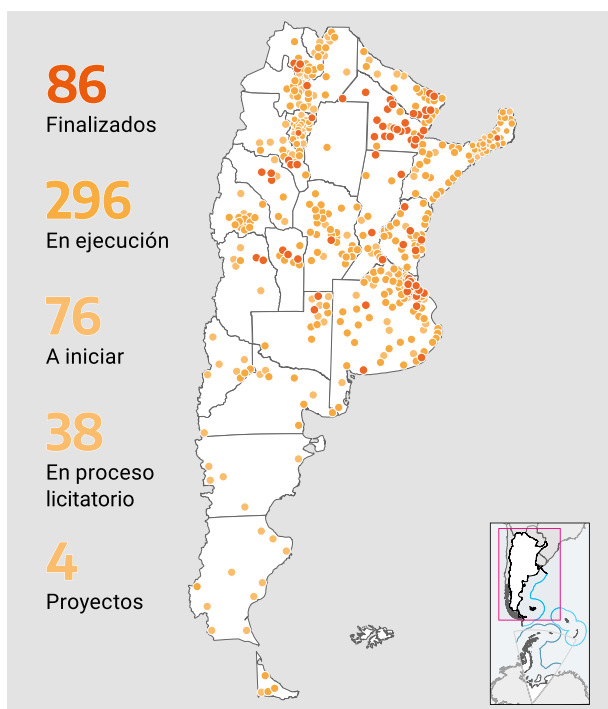 86
Finalizados
296
En ejecución
76
A iniciar
38
En proceso
licitatorio
4
Proyectos